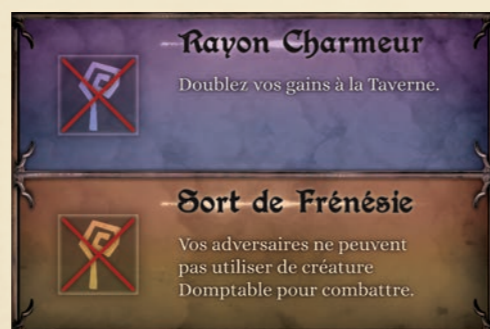 Rayon Charmeur
Doublez vos gains à la Taverne.
Sort de Frénésie
Vos adversaires ne peuvent
pas utiliser de créature
Domptable pour combattre.